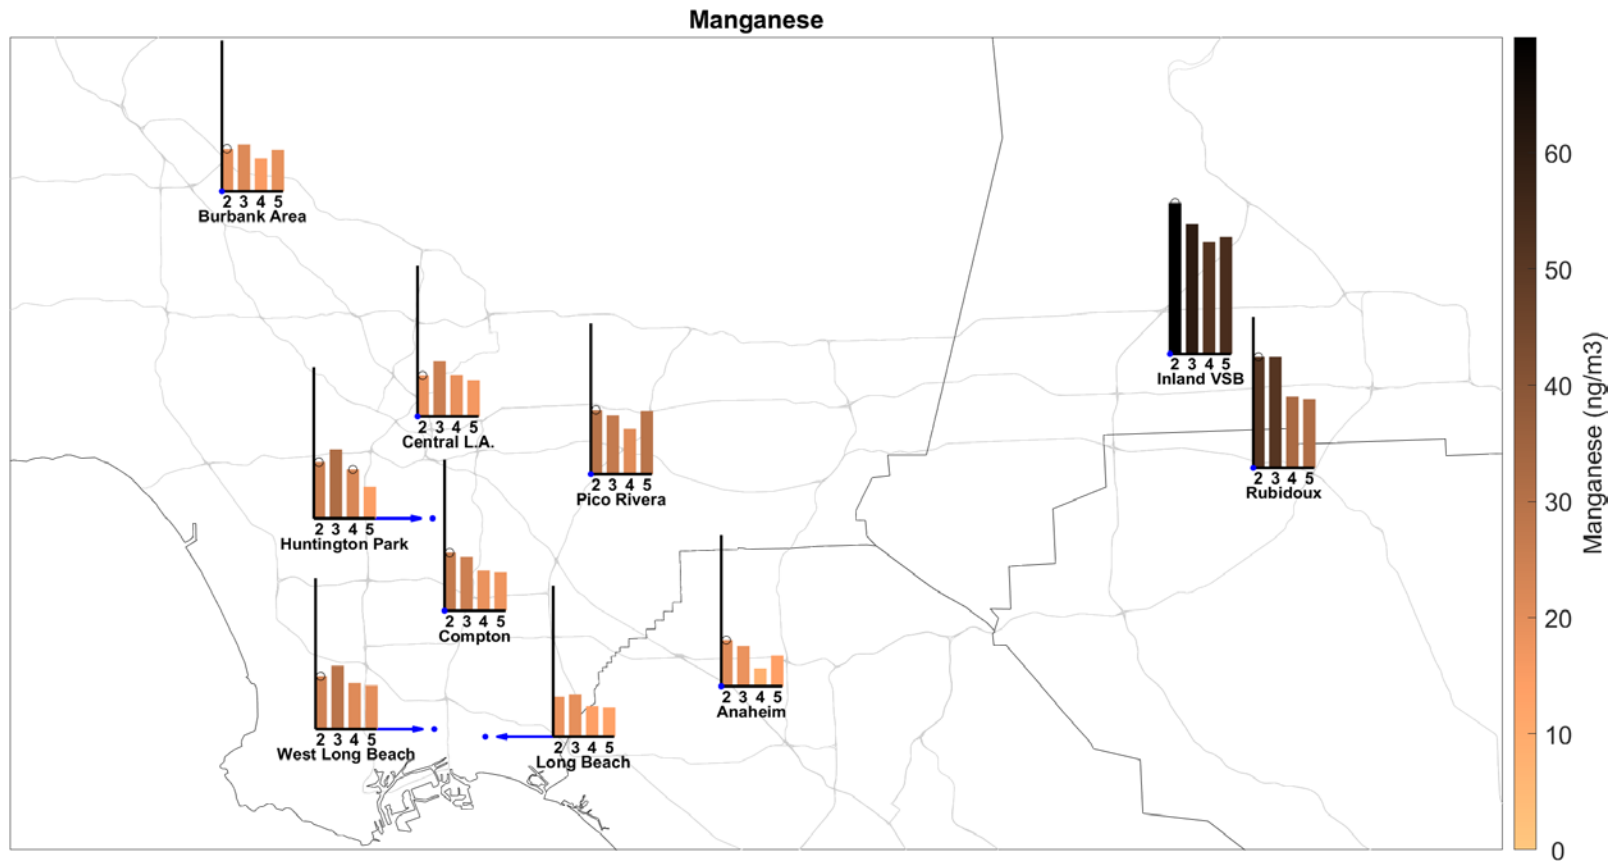 Manganese
2 3 4 5
Burbank Area
2 3 4 5
Central L.A.
2 3 4 5
Pico Rivera
2 3 4 5
Huntington Park
2 3 4 5
Compton
2 3 4 5
West Long Beach
2 3 4 5
Long Beach
2 3 4 5
Anaheim
2 3 4 5
Inland VSB
2 3 4 5
Rubidoux
60
50
40
30
20
10
0
Manganese (ng/m3)